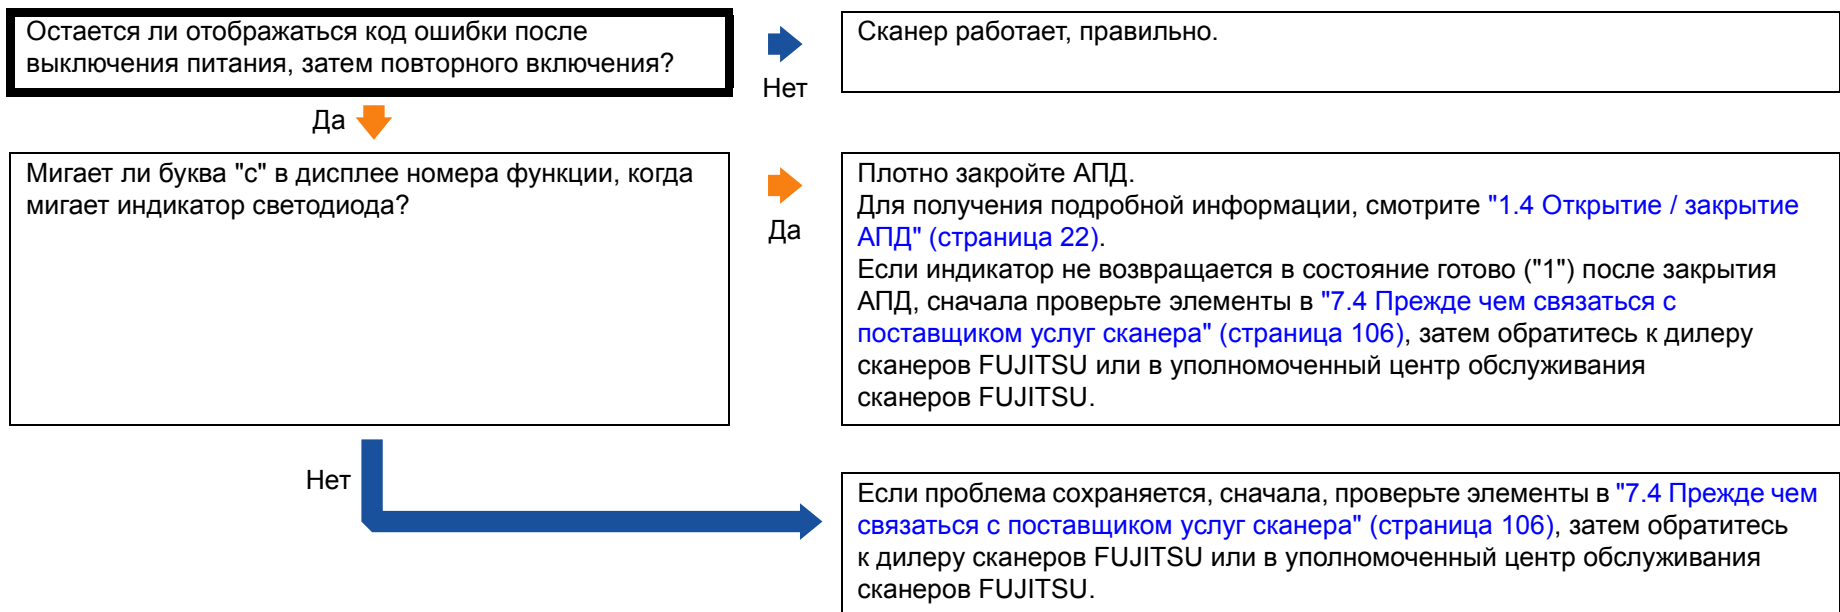 Остается ли отображаться код ошибки после
выключения питания, затем повторного включения?
Нет
Сканер работает, правильно.
Да
Мигает ли буква "c" в дисплее номера функции, когда
мигает индикатор светодиода?
Да
Плотно закройте АПД.
Для получения подробной информации, смотрите "1.4 Открытие / закрытие
АПД" (страница 22).
Если индикатор не возвращается в состояние готово ("1") после закрытия
АПД, сначала проверьте элементы в "7.4 Прежде чем связаться с
поставщиком услуг сканера" (страница 106), затем обратитесь к дилеру
сканеров FUJITSU или в уполномоченный центр обслуживания
сканеров FUJITSU.
Нет
Если проблема сохраняется, сначала, проверьте элементы в "7.4 Прежде чем
связаться с поставщиком услуг сканера" (страница 106), затем обратитесь
к дилеру сканеров FUJITSU или в уполномоченный центр обслуживания
сканеров FUJITSU.